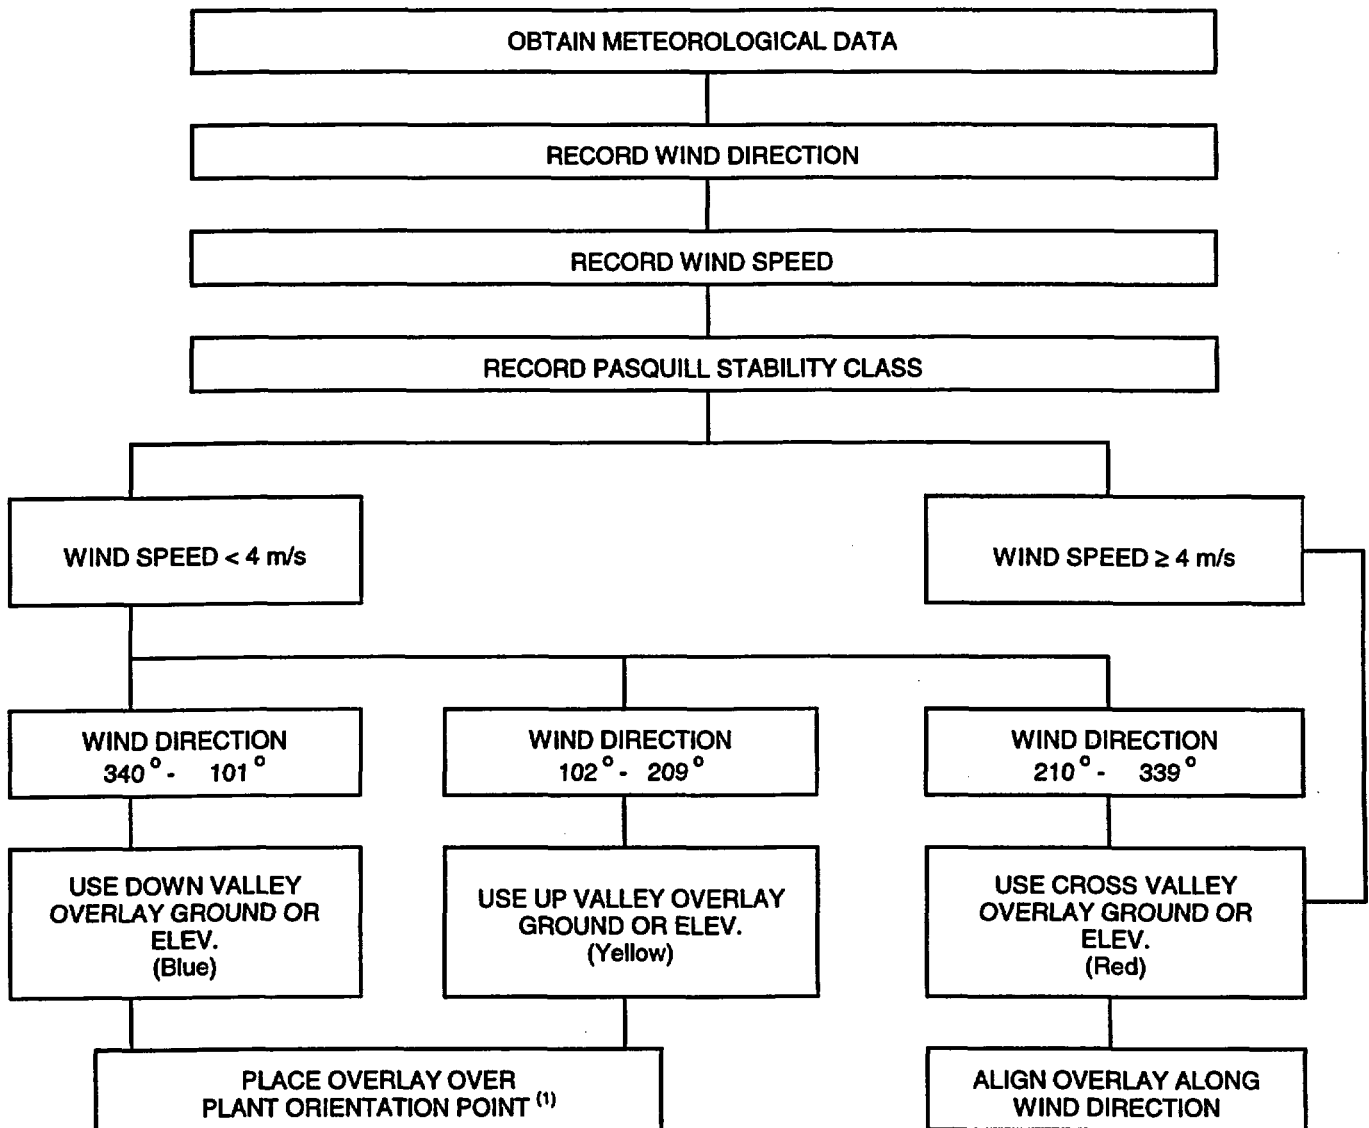 OBTAIN METEOROLOGICAL DATA
RECORD WIND DIRECTION
RECORD WIND SPEED
RECORD PASQUILL STABILITY CLASS
WIND SPEED < 4 m/s
WIND SPEED ≥ 4 m/s
WIND DIRECTION
340° - 101°
WIND DIRECTION
102° - 209°
WIND DIRECTION
210° - 339°
USE DOWN VALLEY
OVERLAY GROUND OR
ELEV.
(Blue)
USE UP VALLEY OVERLAY
GROUND OR ELEV.
(Yellow)
USE CROSS VALLEY
OVERLAY GROUND OR
ELEV.
(Red)
PLACE OVERLAY OVER
PLANT ORIENTATION POINT (1)
ALIGN OVERLAY ALONG
WIND DIRECTION